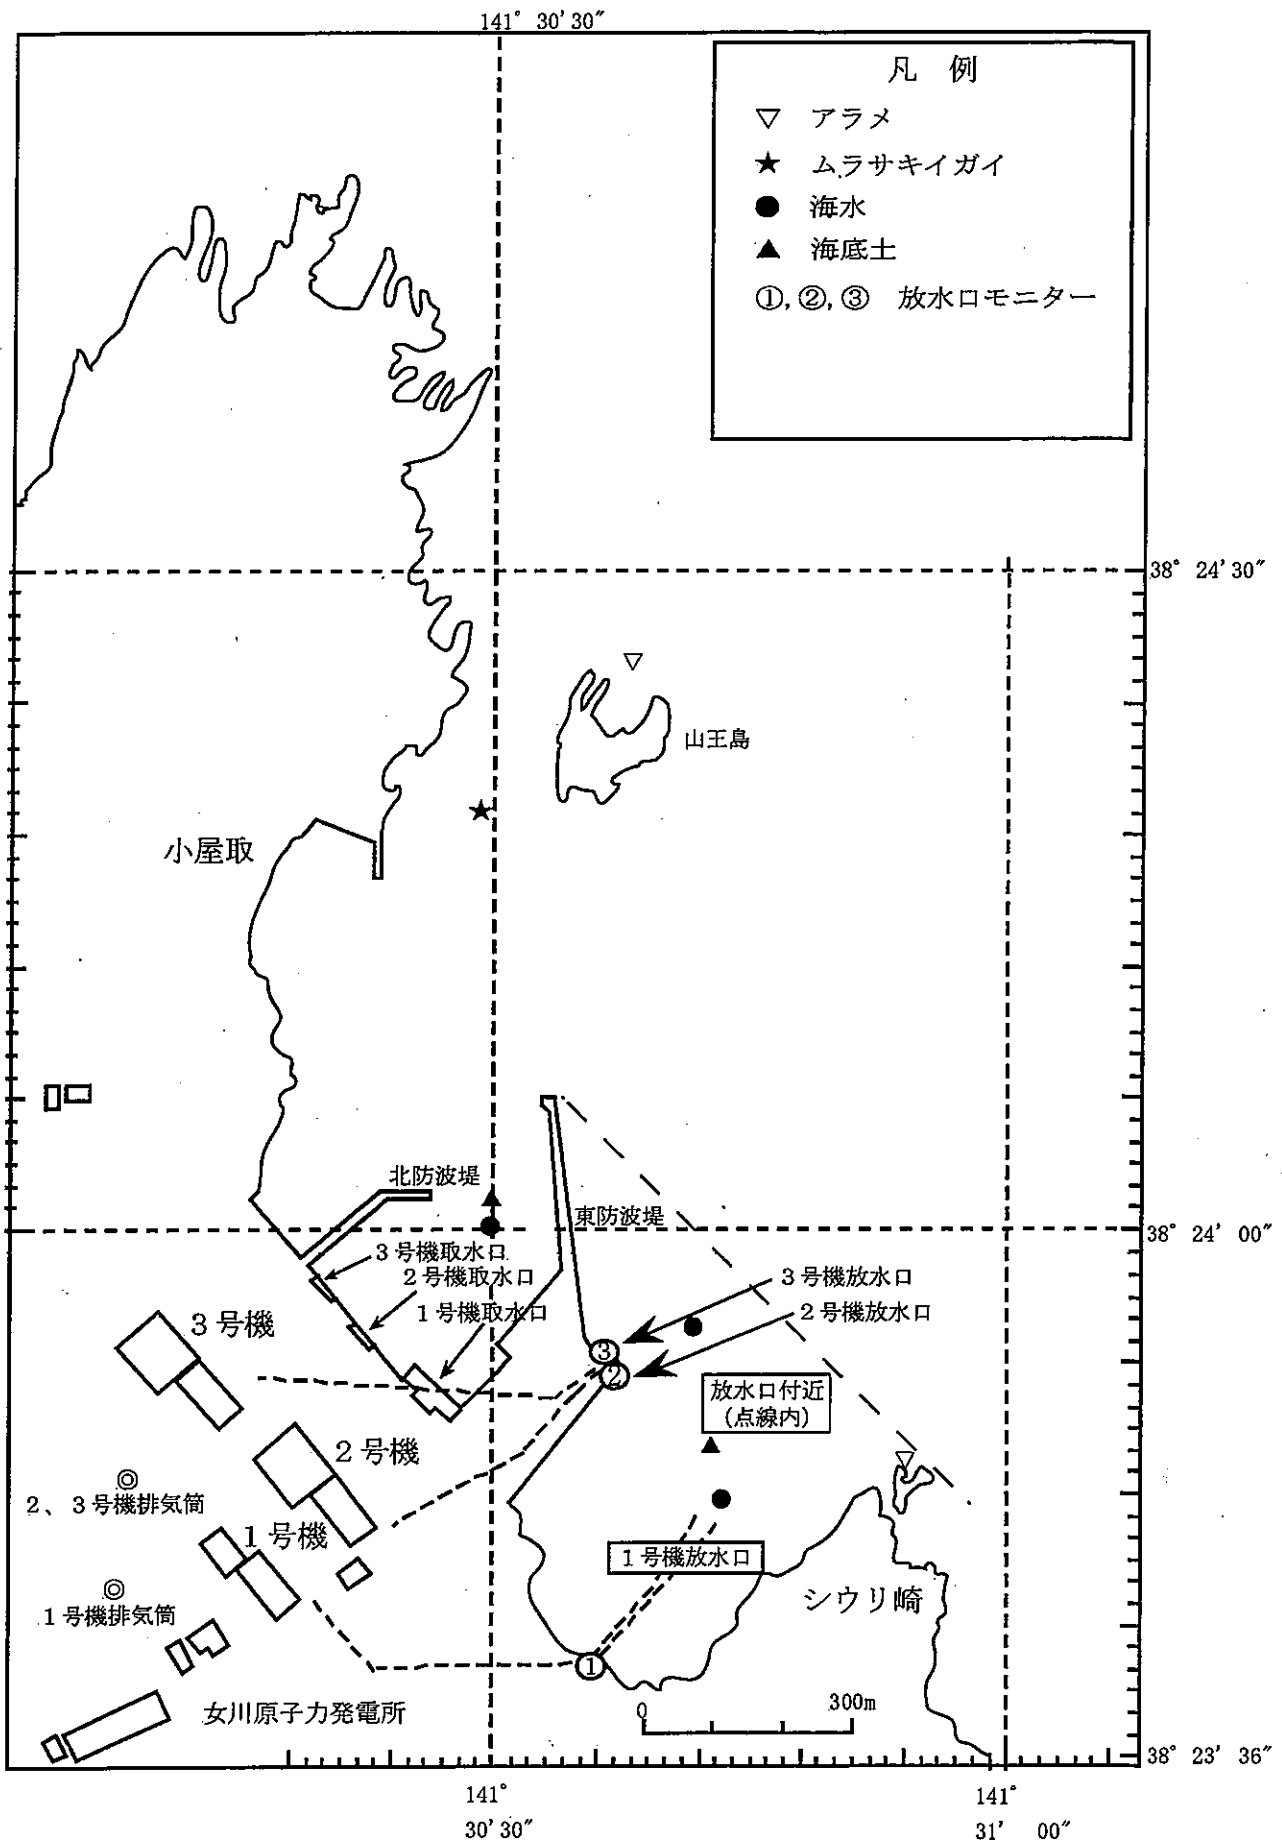 141° 30′30″
凡 例
▽ アラメ
★ ムラサキイガイ
● 海水
▲ 海底土
①,②,③ 放水口モニター
38° 24′30″
山王島
小屋取
北防波堤
東防波堤
38° 24′ 00″
3号機取水口
2号機取水口
1号機取水口
3号機放水口
2号機放水口
3号機
③
②
放水口付近
(点線内)
2号機
2、3号機排気筒
1号機
1号機放水口
シウリ崎
1号機排気筒
①
女川原子力発電所
0 300m
38° 23′ 36″
141°
30′30″
141°
31′ 00″